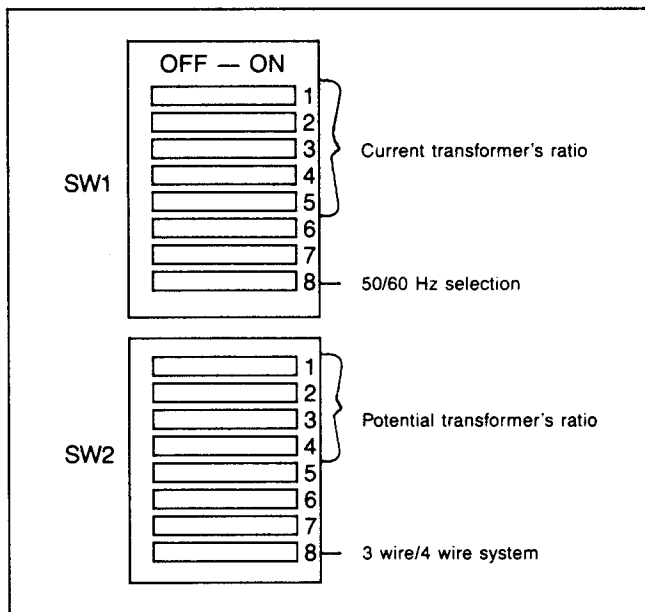 OFF — ON
1
2
3
Current transformer's ratio
4
SW1
5
6
7
8
50/60 Hz selection
1
2
3
Potential transformer's ratio
4
SW2
5
6
7
8
3 wire/4 wire system